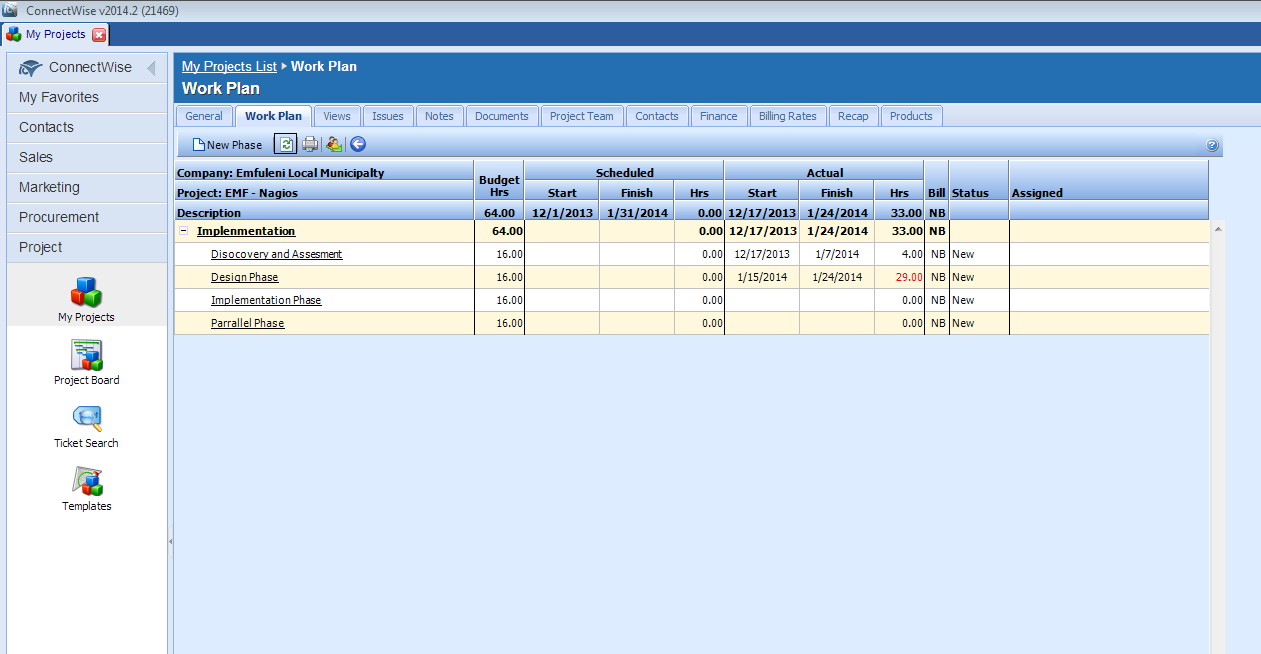 ConnectWise v2014.2 (21469)
My Projects
ConnectWise
My Favorites
Contacts
Sales
Marketing
Procurement
Project
My Projects
Project Board
Ticket Search
Templates
My Projects List Work Plan
Work Plan
General Work Plan Views Issues Notes Documents Project Team Contacts Finance Billing Rates Recap Products
New Phase
Company: Emfuleni Local Municipalty Budget Hrs Scheduled Actual
Project: EMF - Nagios Start Finish Hrs Start Finish Hrs Bill Status Assigned
Description 64.00 12/1/2013 1/31/2014 0.00 12/17/2013 1/24/2014 33.00 NB
Implenmentation 64.00 0.00 12/17/2013 1/24/2014 33.00 NB
Disocovery and Assesment 16.00 0.00 12/17/2013 1/7/2014 4.00 NB New
Design Phase 16.00 0.00 1/15/2014 1/24/2014 29.00 NB New
Implementation Phase 16.00 0.00 0.00 NB New
Parrallel Phase 16.00 0.00 0.00 NB New